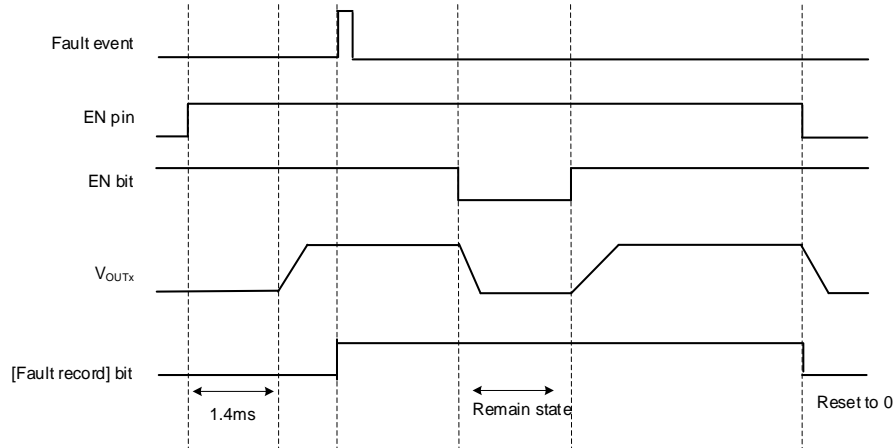 Fault event
EN pin
EN bit
VOUTx
[Fault record] bit
1.4ms
Remain state
Reset to 0